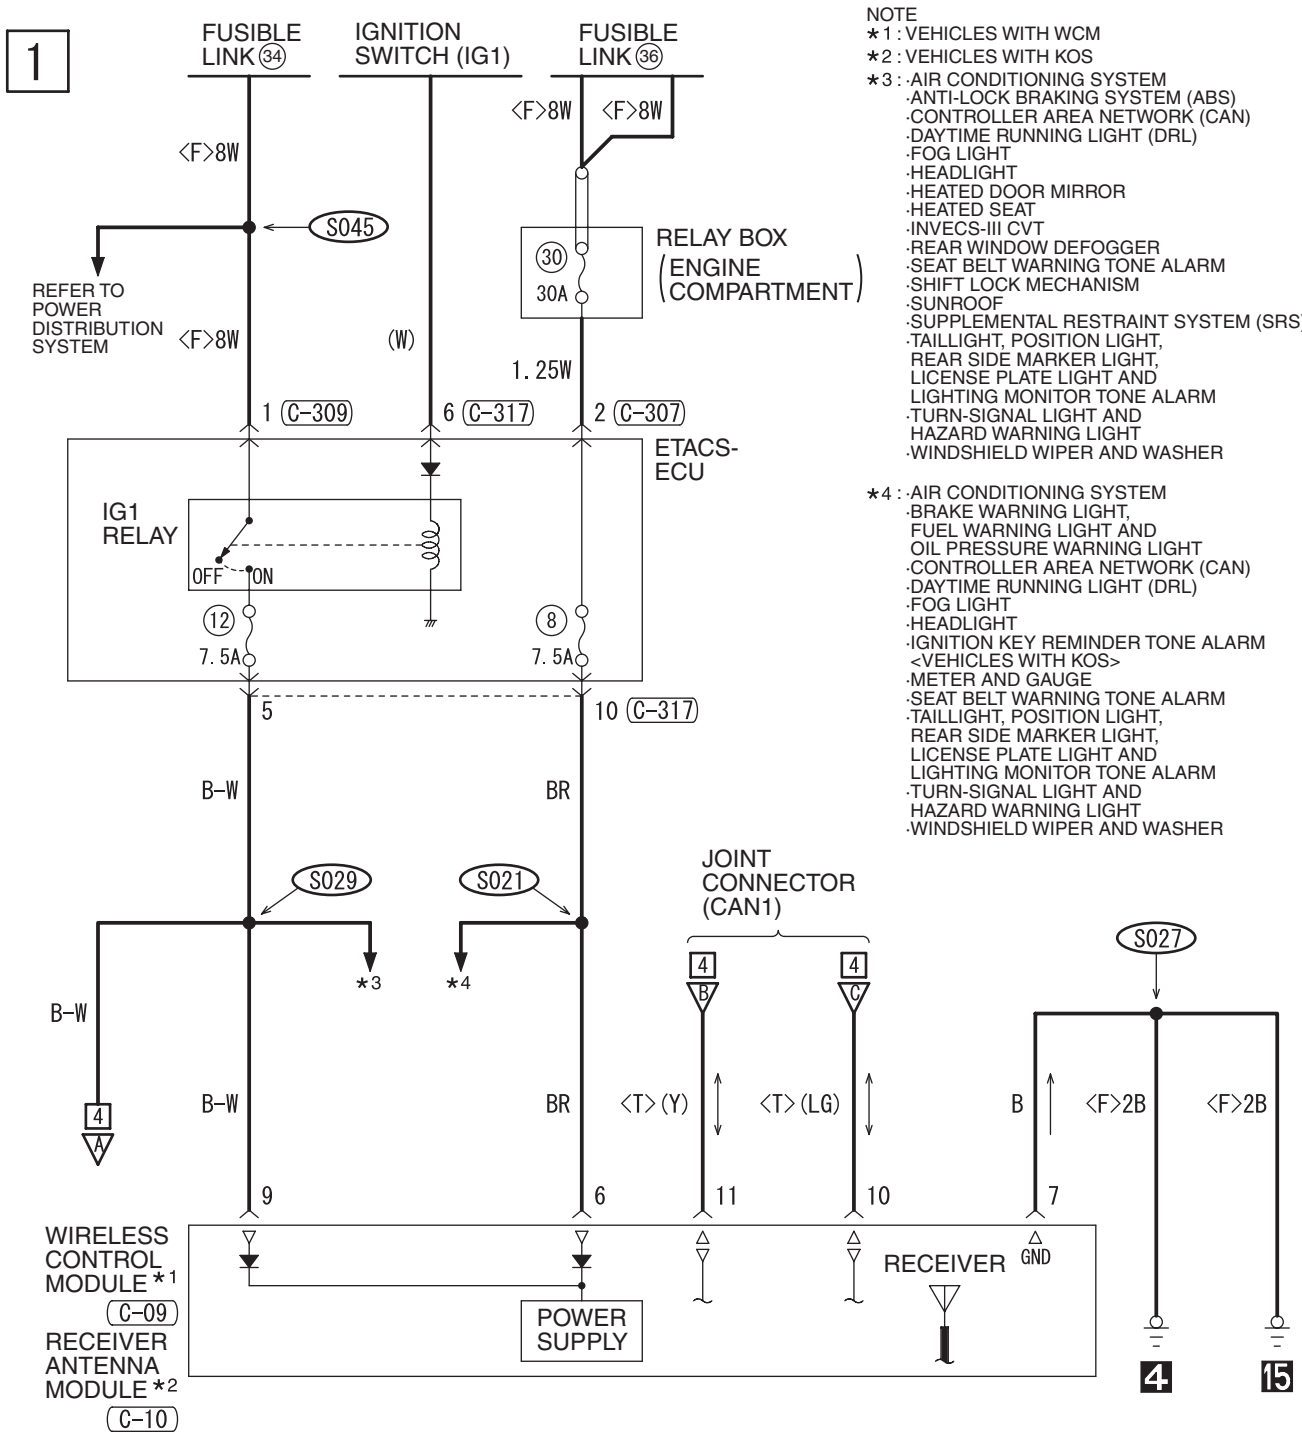 1
FUSIBLE
LINK 34
IGNITION
SWITCH (IG1)
FUSIBLE
LINK 36
<F>8W
<F>8W
<F>8W
S045
REFER TO
POWER
DISTRIBUTION
SYSTEM
<F>8W
(W)
30
30A
RELAY BOX
(ENGINE
COMPARTMENT)
1.25W
1 (C-309)
6 (C-317)
2 (C-307)
ETACS-
ECU
IG1
RELAY
OFF
ON
12
7.5A
8
7.5A
5
10 (C-317)
B-W
BR
S029
S021
*3
*4
JOINT
CONNECTOR
(CAN1)
4
B
4
C
S027
B-W
4
A
B-W
BR
<T>(Y)
<T>(LG)
B
<F>2B
<F>2B
9
6
11
10
7
WIRELESS
CONTROL
MODULE *1
C-09
RECEIVER
ANTENNA
MODULE *2
C-10
POWER
SUPPLY
RECEIVER
GND
4
15
NOTE
*1 : VEHICLES WITH WCM
*2 : VEHICLES WITH KOS
*3 : ·AIR CONDITIONING SYSTEM
·ANTI-LOCK BRAKING SYSTEM (ABS)
·CONTROLLER AREA NETWORK (CAN)
·DAYTIME RUNNING LIGHT (DRL)
·FOG LIGHT
·HEADLIGHT
·HEATED DOOR MIRROR
·HEATED SEAT
·INVECS-III CVT
·REAR WINDOW DEFOGGER
·SEAT BELT WARNING TONE ALARM
·SHIFT LOCK MECHANISM
·SUNROOF
·SUPPLEMENTAL RESTRAINT SYSTEM (SRS)
·TAILLIGHT, POSITION LIGHT,
REAR SIDE MARKER LIGHT,
LICENSE PLATE LIGHT AND
LIGHTING MONITOR TONE ALARM
·TURN-SIGNAL LIGHT AND
HAZARD WARNING LIGHT
·WINDSHIELD WIPER AND WASHER
*4 : ·AIR CONDITIONING SYSTEM
·BRAKE WARNING LIGHT,
FUEL WARNING LIGHT AND
OIL PRESSURE WARNING LIGHT
·CONTROLLER AREA NETWORK (CAN)
·DAYTIME RUNNING LIGHT (DRL)
·FOG LIGHT
·HEADLIGHT
·IGNITION KEY REMINDER TONE ALARM
<VEHICLES WITH KOS>
·METER AND GAUGE
·SEAT BELT WARNING TONE ALARM
·TAILLIGHT, POSITION LIGHT,
REAR SIDE MARKER LIGHT,
LICENSE PLATE LIGHT AND
LIGHTING MONITOR TONE ALARM
·TURN-SIGNAL LIGHT AND
HAZARD WARNING LIGHT
·WINDSHIELD WIPER AND WASHER